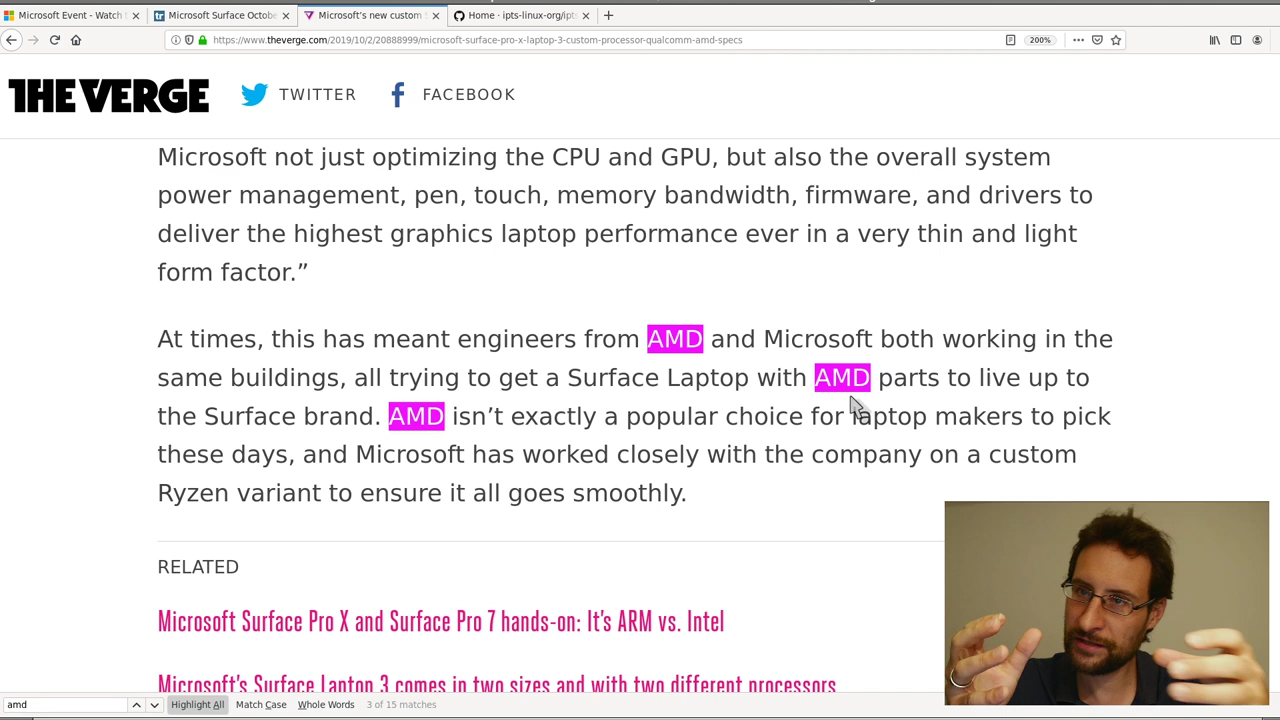 Microsoft Event - Watch t
Microsoft Surface Octobe
Microsoft's new custom
Home · ipts-linux-org/ipts
https://www.theverge.com/2019/10/2/20888999/microsoft-surface-pro-x-laptop-3-custom-processor-qualcomm-amd-specs
200%
THE VERGE
TWITTER
FACEBOOK
Microsoft not just optimizing the CPU and GPU, but also the overall system
power management, pen, touch, memory bandwidth, firmware, and drivers to
deliver the highest graphics laptop performance ever in a very thin and light
form factor.”
At times, this has meant engineers from AMD and Microsoft both working in the
same buildings, all trying to get a Surface Laptop with AMD parts to live up to
the Surface brand. AMD isn’t exactly a popular choice for laptop makers to pick
these days, and Microsoft has worked closely with the company on a custom
Ryzen variant to ensure it all goes smoothly.
RELATED
Microsoft Surface Pro X and Surface Pro 7 hands-on: It's ARM vs. Intel
Microsoft's Surface Laptop 3 comes in two sizes and with two different processors
amd
Highlight All
Match Case
Whole Words
3 of 15 matches